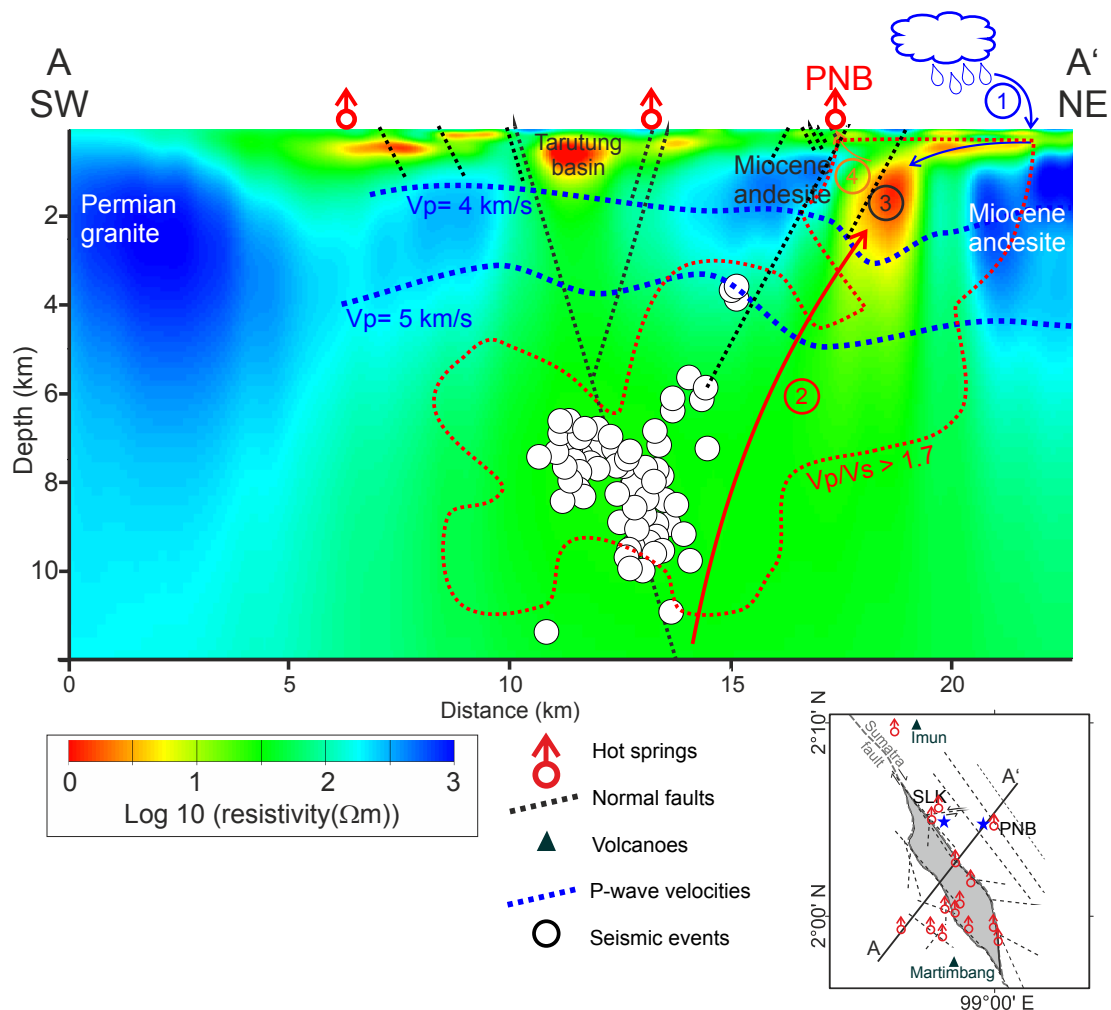 A
SW
PNB
A'
NE
1
Tarutung
basin
Miocene
andesite
4
3
Permian
granite
Vp= 4 km/s
Miocene
andesite
Vp= 5 km/s
2
Vp/Vs > 1.7
Depth (km)
2
4
6
8
10
0
5
10
15
20
Distance (km)
0
1
2
3
Log 10 (resistivity(Ωm))
Hot springs
Normal faults
Volcanoes
P-wave velocities
Seismic events
2°10' N
2°00' N
99°00' E
Imun
Sumatra
fault
A'
SLK
PNB
A
Martimbang